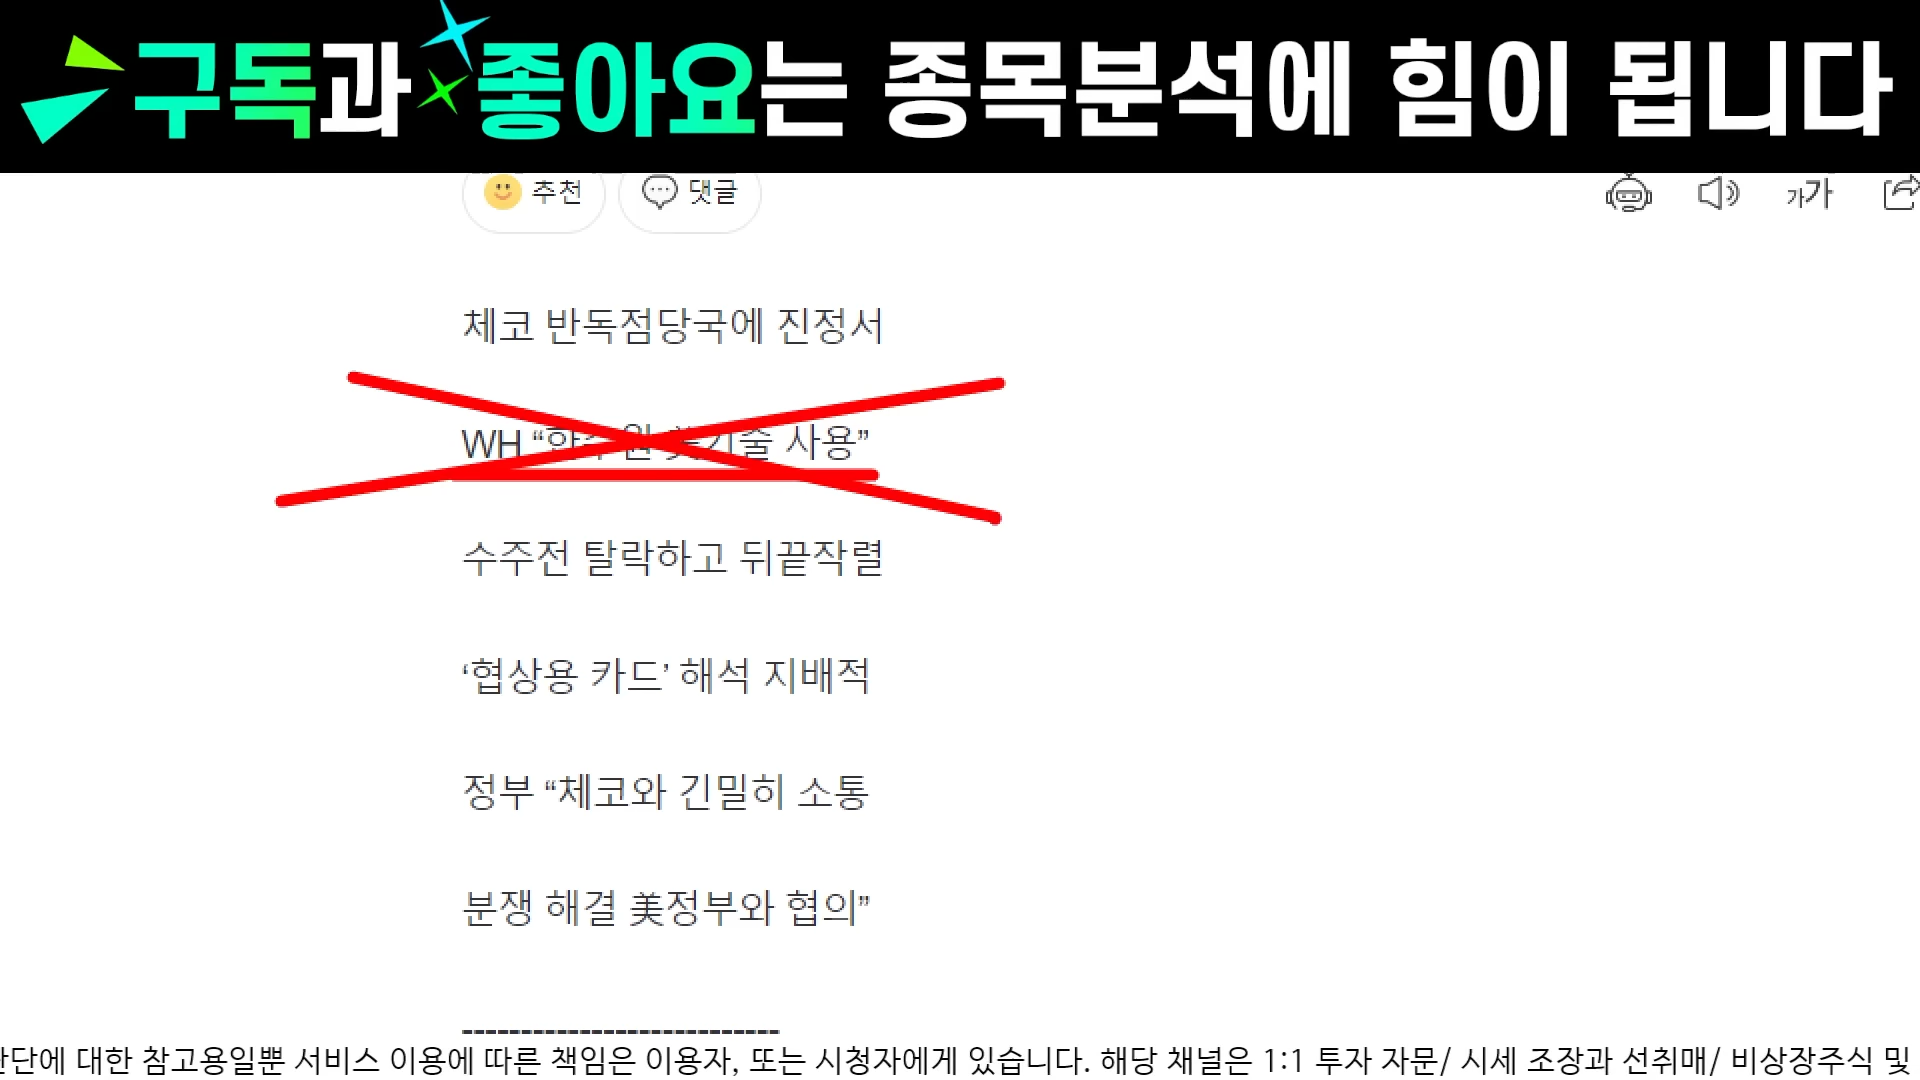 구독과 좋아요는 종목분석에 힘이 됩니다
추천 댓글 가가
체코 반독점당국에 진정서
WH “한수원 美기술 사용”
수주전 탈락하고 뒤끝작렬
‘협상용 카드’ 해석 지배적
정부 “체코와 긴밀히 소통
분쟁 해결 美정부와 협의”
---------------------------
판단에 대한 참고용일뿐 서비스 이용에 따른 책임은 이용자, 또는 시청자에게 있습니다. 해당 채널은 1:1 투자 자문/ 시세 조장과 선취매/ 비상장주식 및